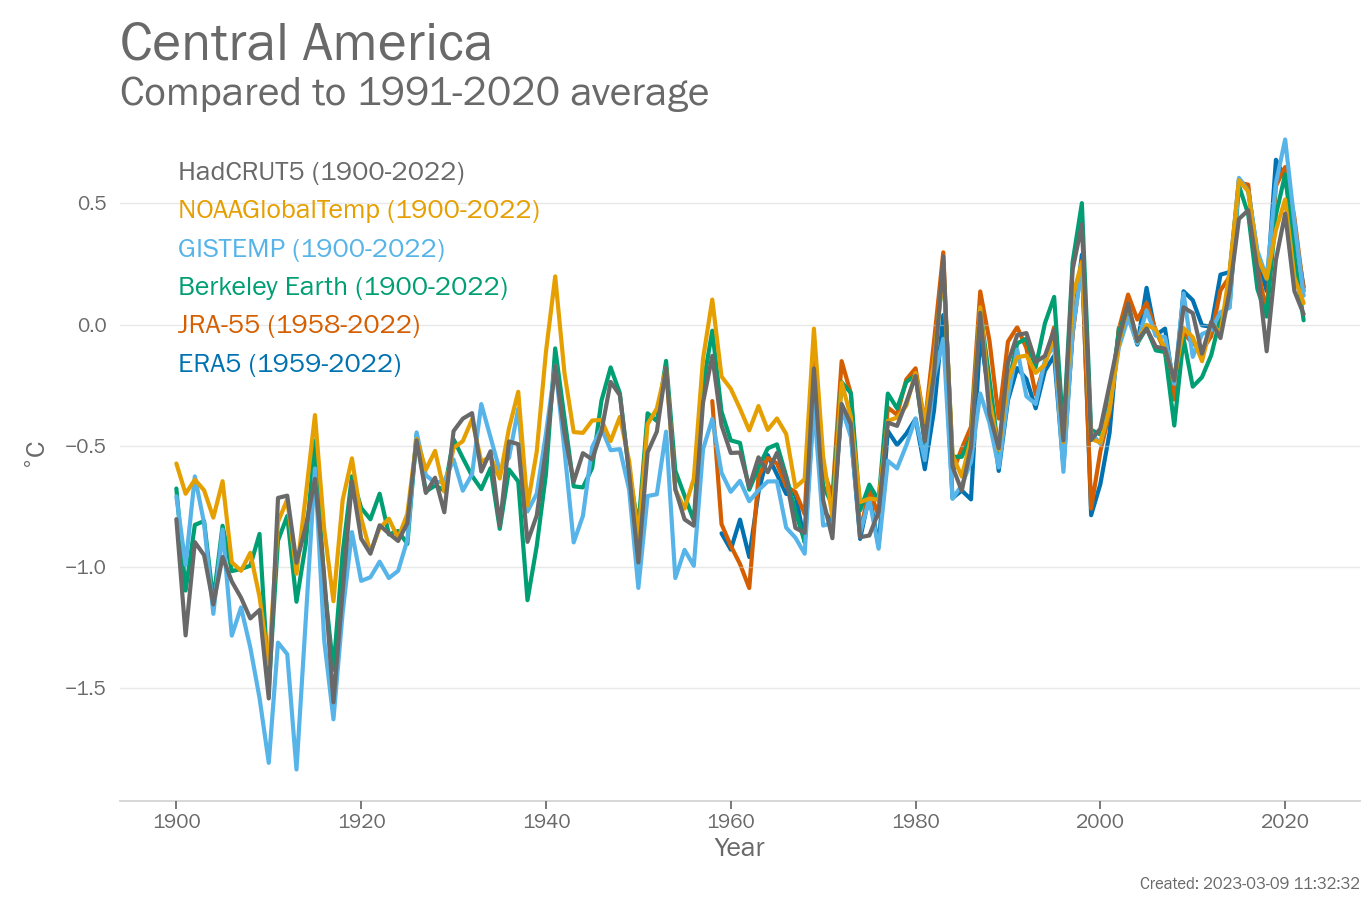 Central America
Compared to 1991-2020 average
HadCRUT5 (1900-2022)
NOAAGlobalTemp (1900-2022)
GISTEMP (1900-2022)
Berkeley Earth (1900-2022)
JRA-55 (1958-2022)
ERA5 (1959-2022)
0.5
0.0
−0.5
−1.0
−1.5
°C
1900 1920 1940 1960 1980 2000 2020
Year
Created: 2023-03-09 11:32:32